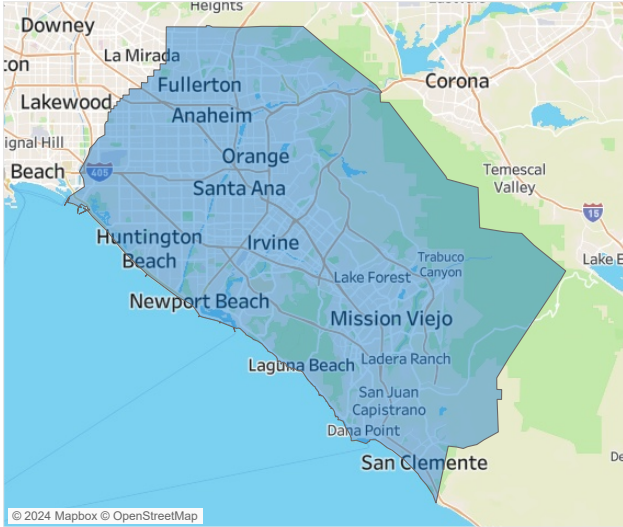 Heights
Downey
ton
La Mirada
Fullerton
Corona
Lakewood
Anaheim
ignal Hill
Orange
Beach
405
Temescal
Valley
Santa Ana
15
Huntington
Beach
Irvine
Trabuco
Canyon
Lake E
Lake Forest
Newport Beach
Mission Viejo
Laguna Beach
Ladera Ranch
San Juan
Capistrano
Dana Point
De
San Clemente
© 2024 Mapbox © OpenStreetMap